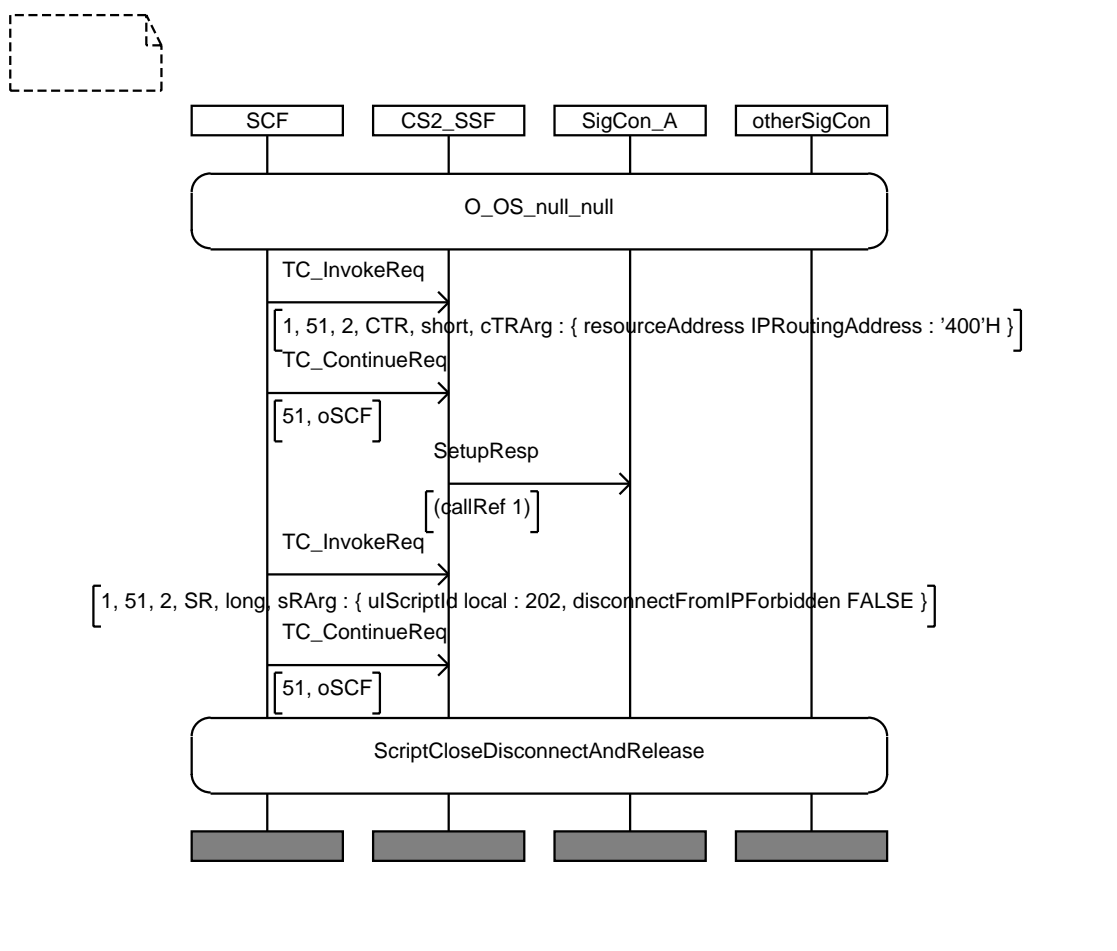 SCF CS2_SSF SigCon_A otherSigCon
O_OS_null_null
TC_InvokeReq
1, 51, 2, CTR, short, cTRArg : { resourceAddress IPRoutingAddress : ’400’H }
TC_ContinueReq
51, oSCF
SetupResp
(callRef 1)
TC_InvokeReq
1, 51, 2, SR, long, sRArg : { uIScriptId local : 202, disconnectFromIPForbidden FALSE }
TC_ContinueReq
51, oSCF
ScriptCloseDisconnectAndRelease